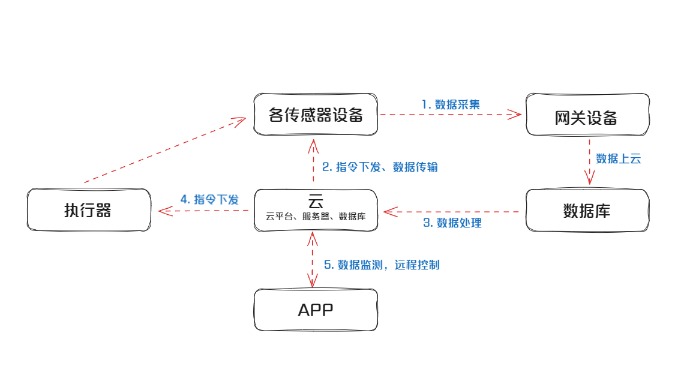 各传感器设备
1. 数据采集
网关设备
2. 指令下发、数据传输
数据上云
执行器
4. 指令下发
云
云平台、服务器、数据库
3. 数据处理
数据库
5. 数据监测，远程控制
APP